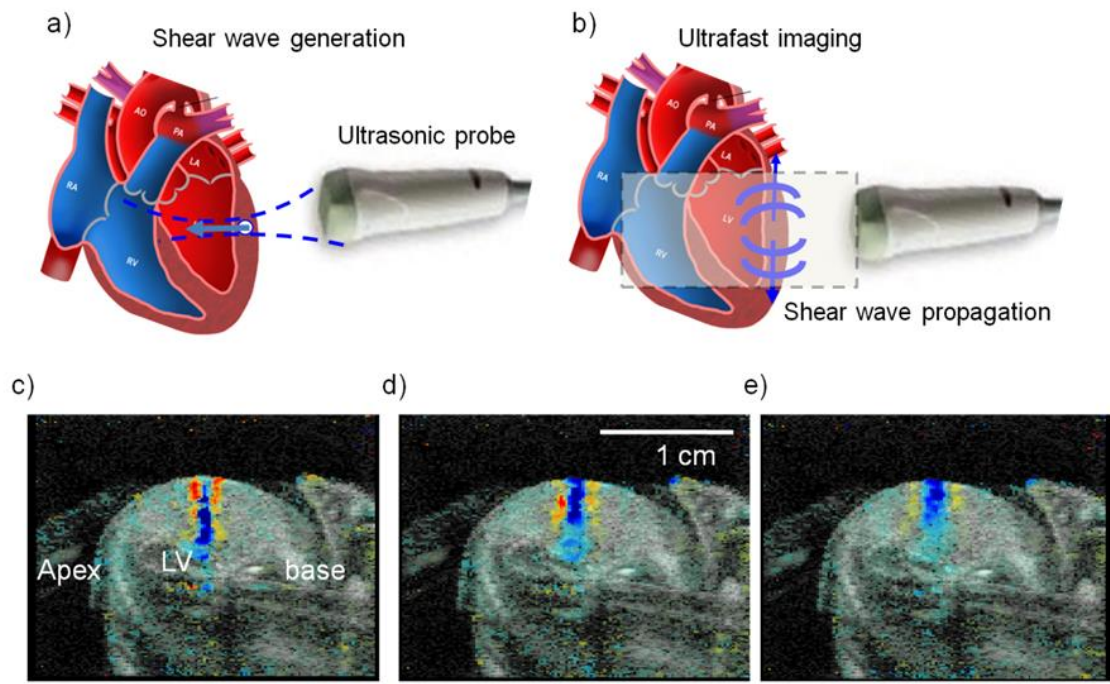 a)
Shear wave generation
Ultrasonic probe
AO
PA
LA
RA
RV
b)
Ultrafast imaging
AO
PA
LA
RA
LV
RV
Shear wave propagation
c)
Apex
LV
base
d)
1 cm
e)